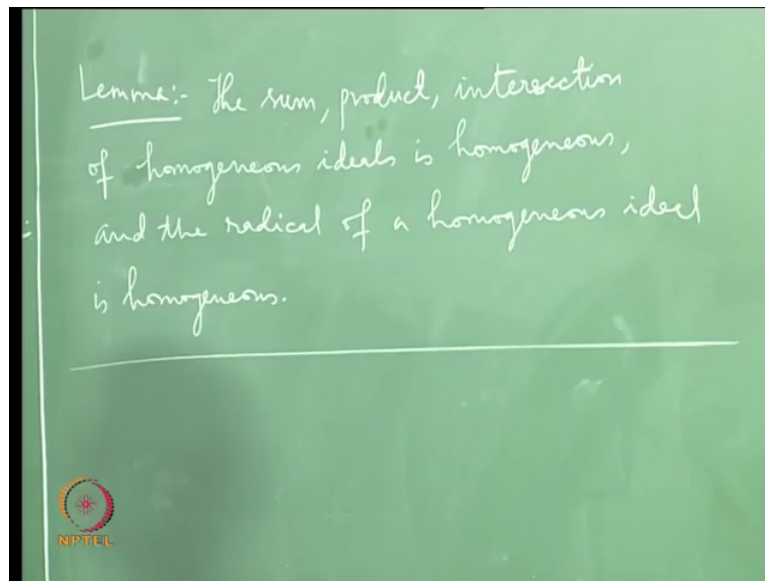 Lemma:- The sum, product, intersection
of homogeneous ideals is homogeneous,
and the radical of a homogeneous ideal
is homogeneous.
NPTEL